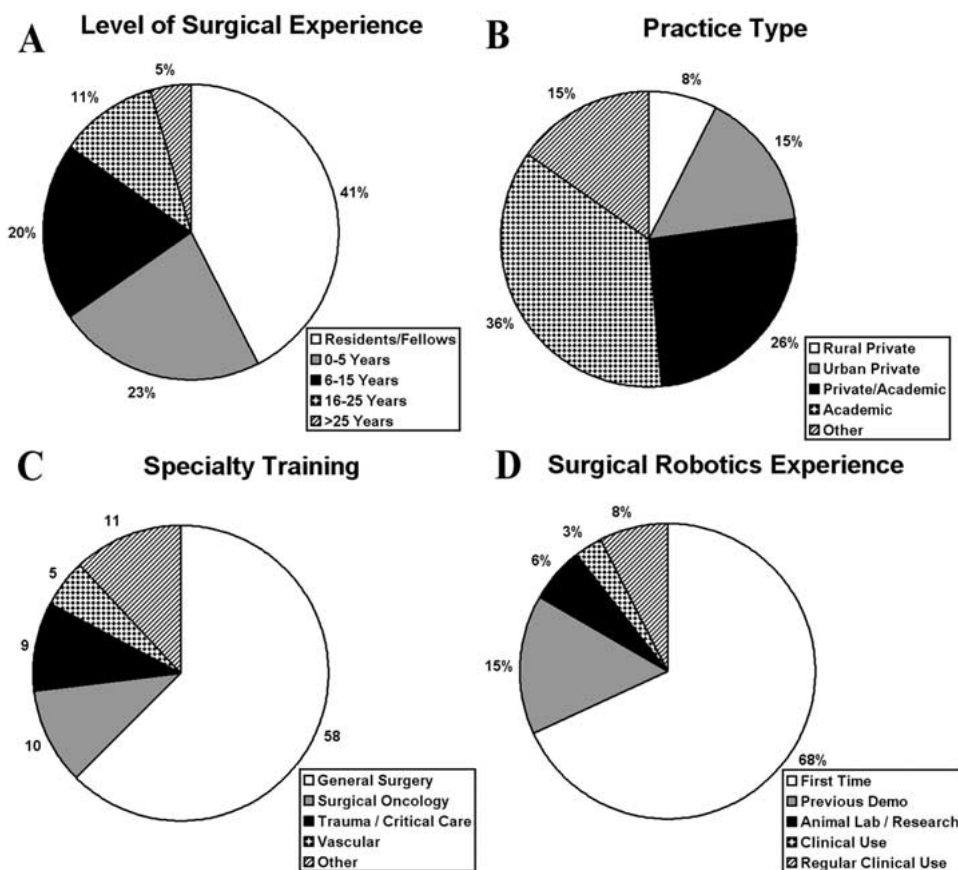 A
Level of Surgical Experience
5%
11%
41%
20%
23%
Residents/Fellows
0-5 Years
6-15 Years
16-25 Years
>25 Years
B
Practice Type
8%
15%
15%
36%
26%
Rural Private
Urban Private
Private/Academic
Academic
Other
C
Specialty Training
11
5
9
10
58
General Surgery
Surgical Oncology
Trauma / Critical Care
Vascular
Other
D
Surgical Robotics Experience
8%
3%
6%
15%
68%
First Time
Previous Demo
Animal Lab / Research
Clinical Use
Regular Clinical Use